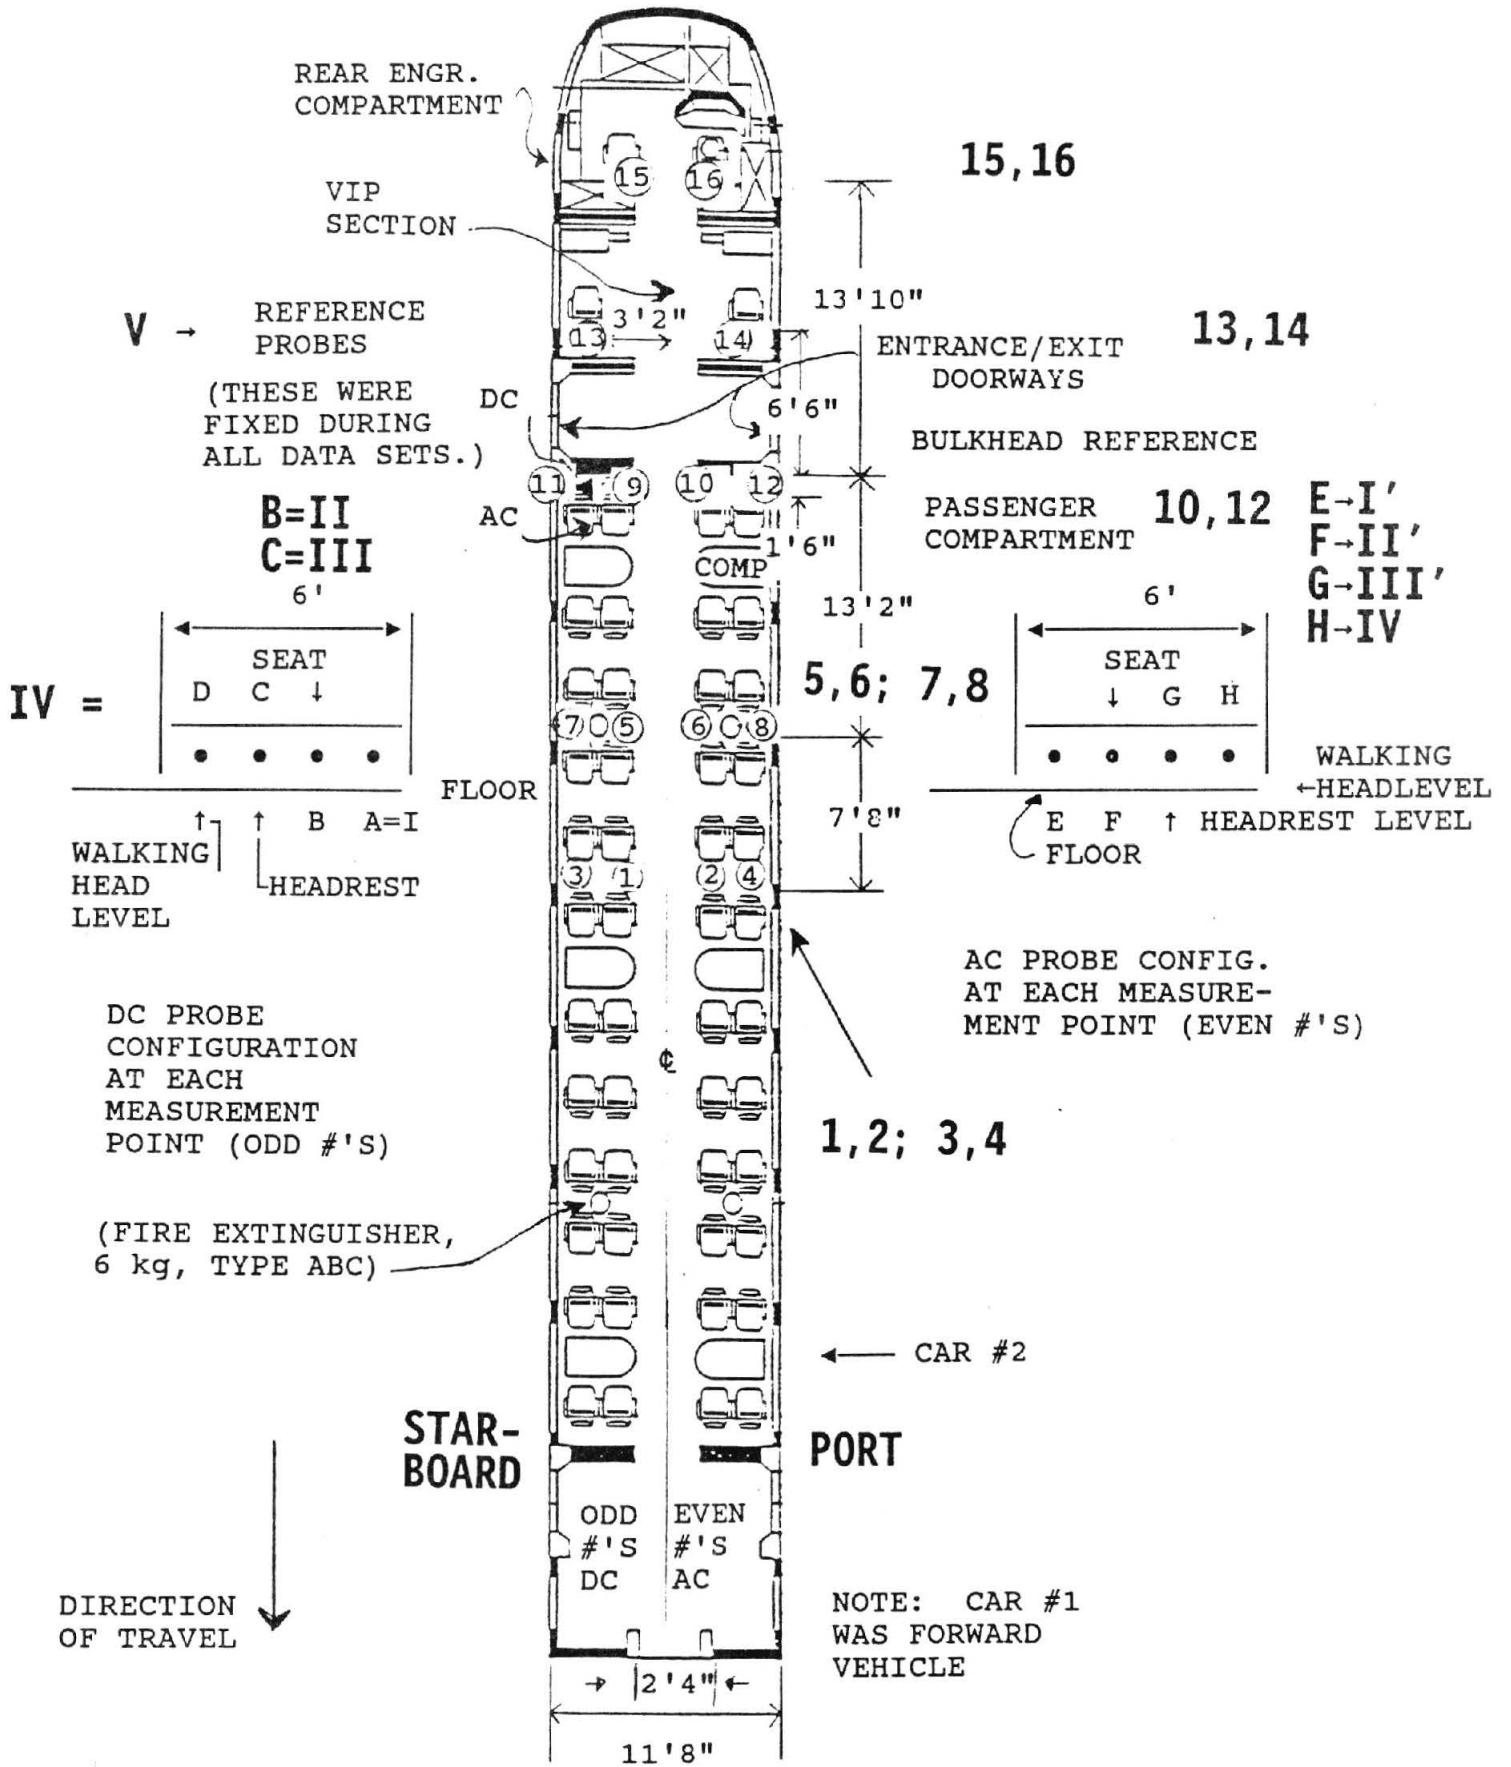 REAR ENGR.
COMPARTMENT
15
16
15,16
VIP
SECTION
13'10"
V →
REFERENCE
PROBES
3'2"
13
14
13,14
ENTRANCE/EXIT
DOORWAYS
(THESE WERE
FIXED DURING
ALL DATA SETS.)
DC
6'6"
BULKHEAD REFERENCE
11
9
10
12
B=II
C=III
AC
PASSENGER
COMPARTMENT
10,12
E→I'
F→II'
G→III'
H→IV
1'6"
COMP
13'2"
6'
SEAT
D C ↓
IV =
6'
SEAT
↓ G H
5,6; 7,8
7
5
6
8
FLOOR
WALKING
←HEADLEVEL
7'8"
↑ ↑ B A=I
WALKING
HEAD
LEVEL
HEADREST
E F ↑ HEADREST LEVEL
FLOOR
3
1
2
4
AC PROBE CONFIG.
AT EACH MEASURE-
MENT POINT (EVEN #'S)
DC PROBE
CONFIGURATION
AT EACH
MEASUREMENT
POINT (ODD #'S)
℄
1,2; 3,4
(FIRE EXTINGUISHER,
6 kg, TYPE ABC)
← CAR #2
STAR-
BOARD
PORT
ODD
#'S
DC
EVEN
#'S
AC
DIRECTION
OF TRAVEL
NOTE: CAR #1
WAS FORWARD
VEHICLE
2'4"
11'8"